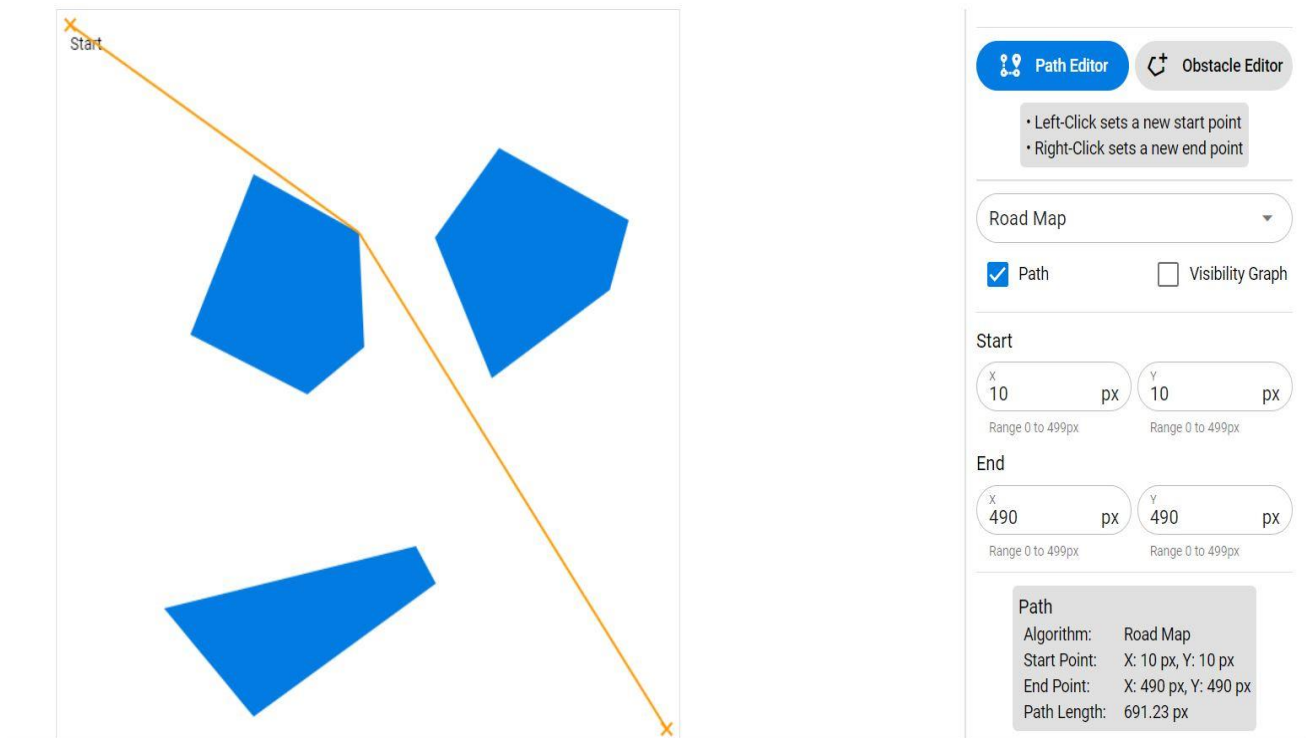 Start
Path Editor
Obstacle Editor
• Left-Click sets a new start point
• Right-Click sets a new end point
Road Map
Path
Visibility Graph
Start
X
10 px
Y
10 px
Range 0 to 499px
Range 0 to 499px
End
X
490 px
Y
490 px
Range 0 to 499px
Range 0 to 499px
Path
Algorithm: Road Map
Start Point: X: 10 px, Y: 10 px
End Point: X: 490 px, Y: 490 px
Path Length: 691.23 px